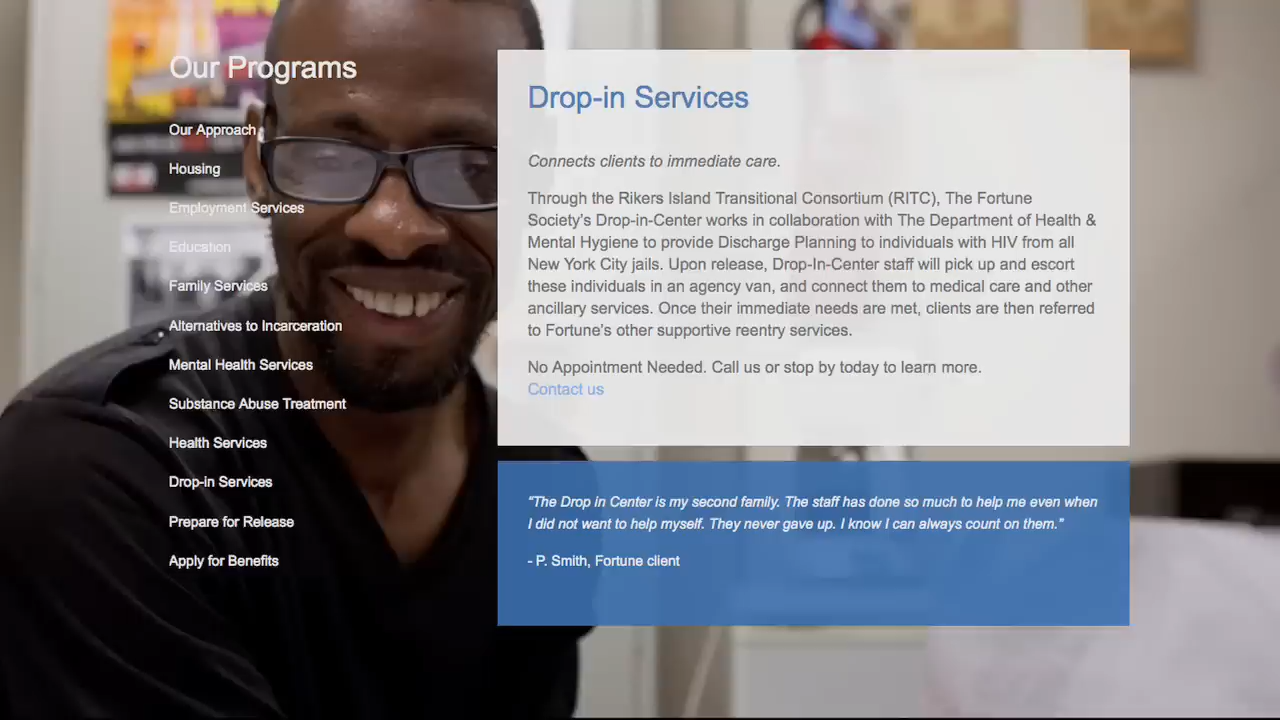 Our Programs
Our Approach
Housing
Employment Services
Education
Family Services
Alternatives to Incarceration
Mental Health Services
Substance Abuse Treatment
Health Services
Drop-in Services
Prepare for Release
Apply for Benefits
Drop-in Services
Connects clients to immediate care.
Through the Rikers Island Transitional Consortium (RITC), The Fortune
Society’s Drop-in-Center works in collaboration with The Department of Health &
Mental Hygiene to provide Discharge Planning to individuals with HIV from all
New York City jails. Upon release, Drop-In-Center staff will pick up and escort
these individuals in an agency van, and connect them to medical care and other
ancillary services. Once their immediate needs are met, clients are then referred
to Fortune’s other supportive reentry services.
No Appointment Needed. Call us or stop by today to learn more.
Contact us
“The Drop in Center is my second family. The staff has done so much to help me even when
I did not want to help myself. They never gave up. I know I can always count on them.”
- P. Smith, Fortune client